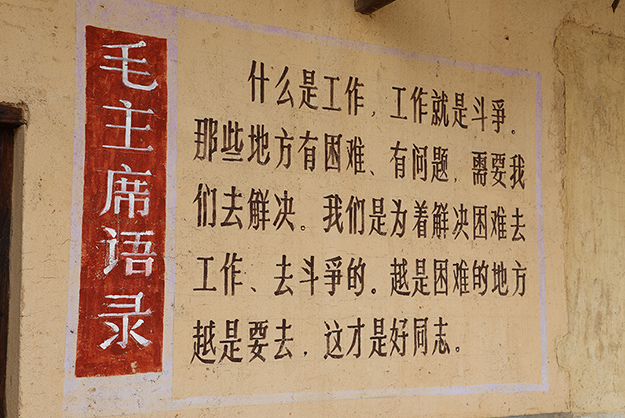 毛主席语录
什么是工作，工作就是斗爭。
那些地方有困难、有问题，需要我
们去解决。我们是为着解决困难去
工作、去斗爭的。越是困难的地方
越是要去，这才是好同志。